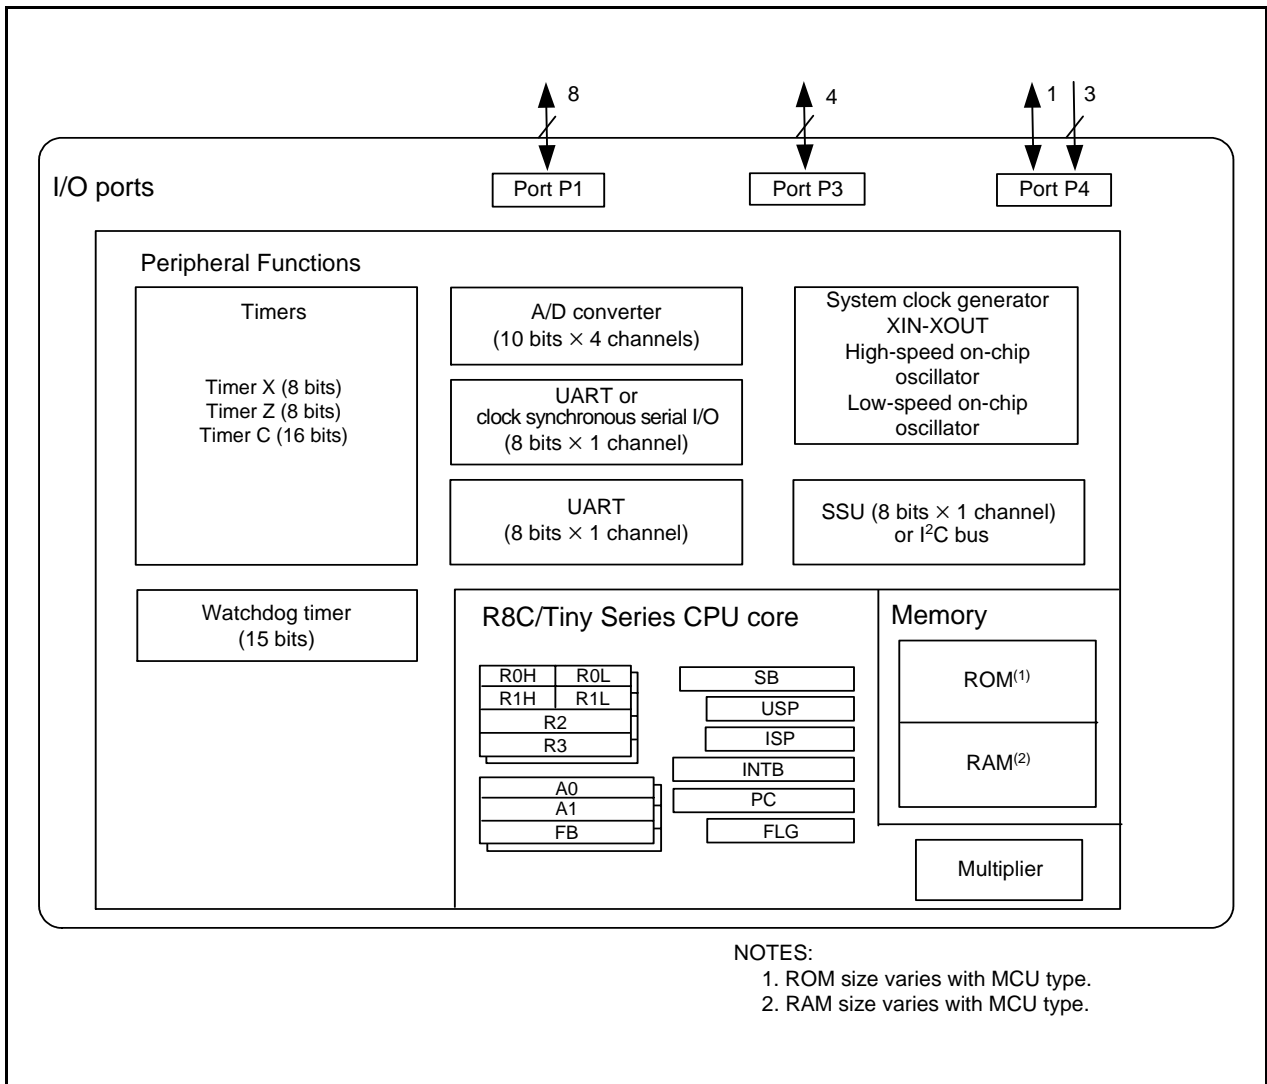 8
4
1
3
I/O ports
Port P1
Port P3
Port P4
Peripheral Functions
Timers
Timer X (8 bits)
Timer Z (8 bits)
Timer C (16 bits)
A/D converter
(10 bits × 4 channels)
UART or
clock synchronous serial I/O
(8 bits × 1 channel)
UART
(8 bits × 1 channel)
System clock generator
XIN-XOUT
High-speed on-chip
oscillator
Low-speed on-chip
oscillator
SSU (8 bits × 1 channel)
or I²C bus
Watchdog timer
(15 bits)
R8C/Tiny Series CPU core
R0H
R0L
R1H
R1L
R2
R3
A0
A1
FB
SB
USP
ISP
INTB
PC
FLG
Memory
ROM(1)
RAM(2)
Multiplier
NOTES:
1. ROM size varies with MCU type.
2. RAM size varies with MCU type.